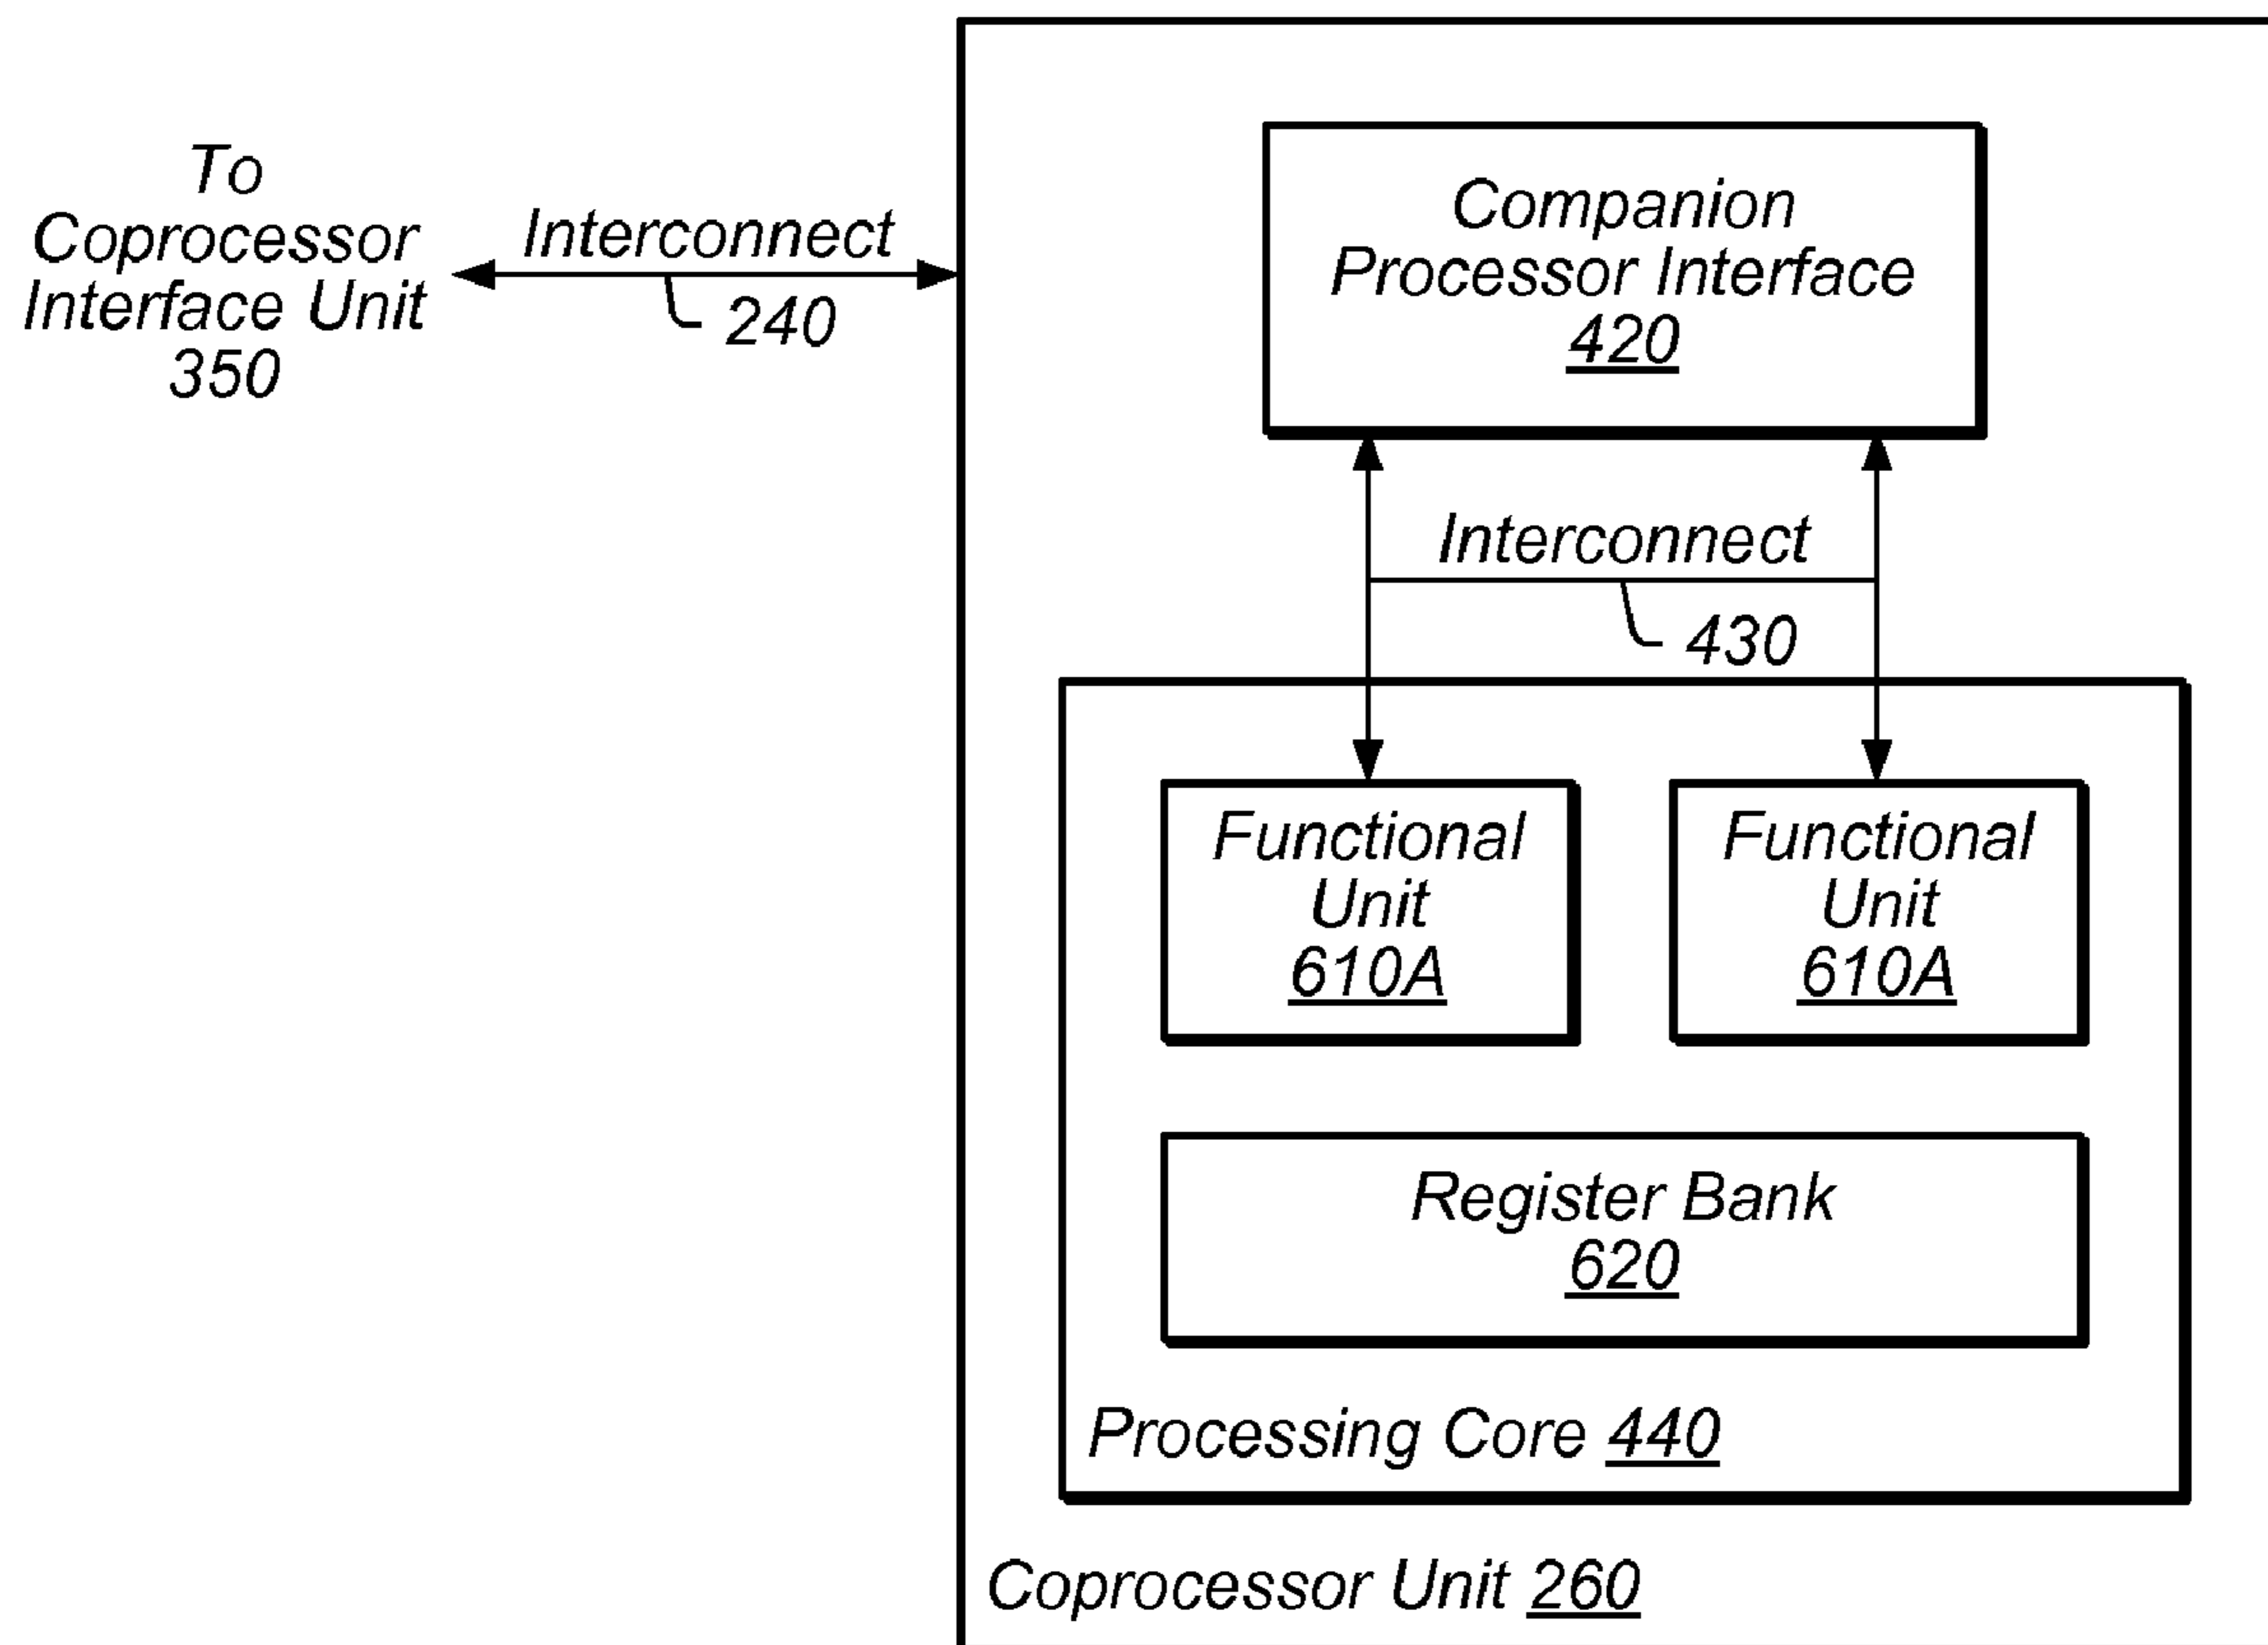 To
Coprocessor
Interface Unit
350
Interconnect
240
Companion
Processor Interface
420
Interconnect
430
Functional
Unit
610A
Functional
Unit
610A
Register Bank
620
Processing Core 440
Coprocessor Unit 260